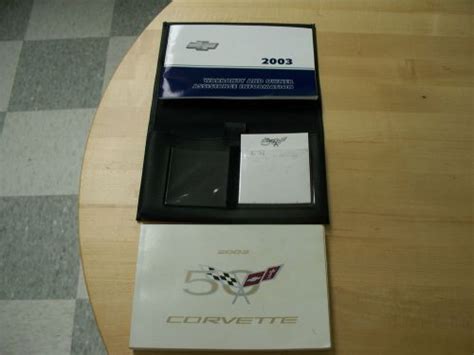 2003
WARRANTY AND OWNER
ASSISTANCE INFORMATION
2003
50
CORVETTE